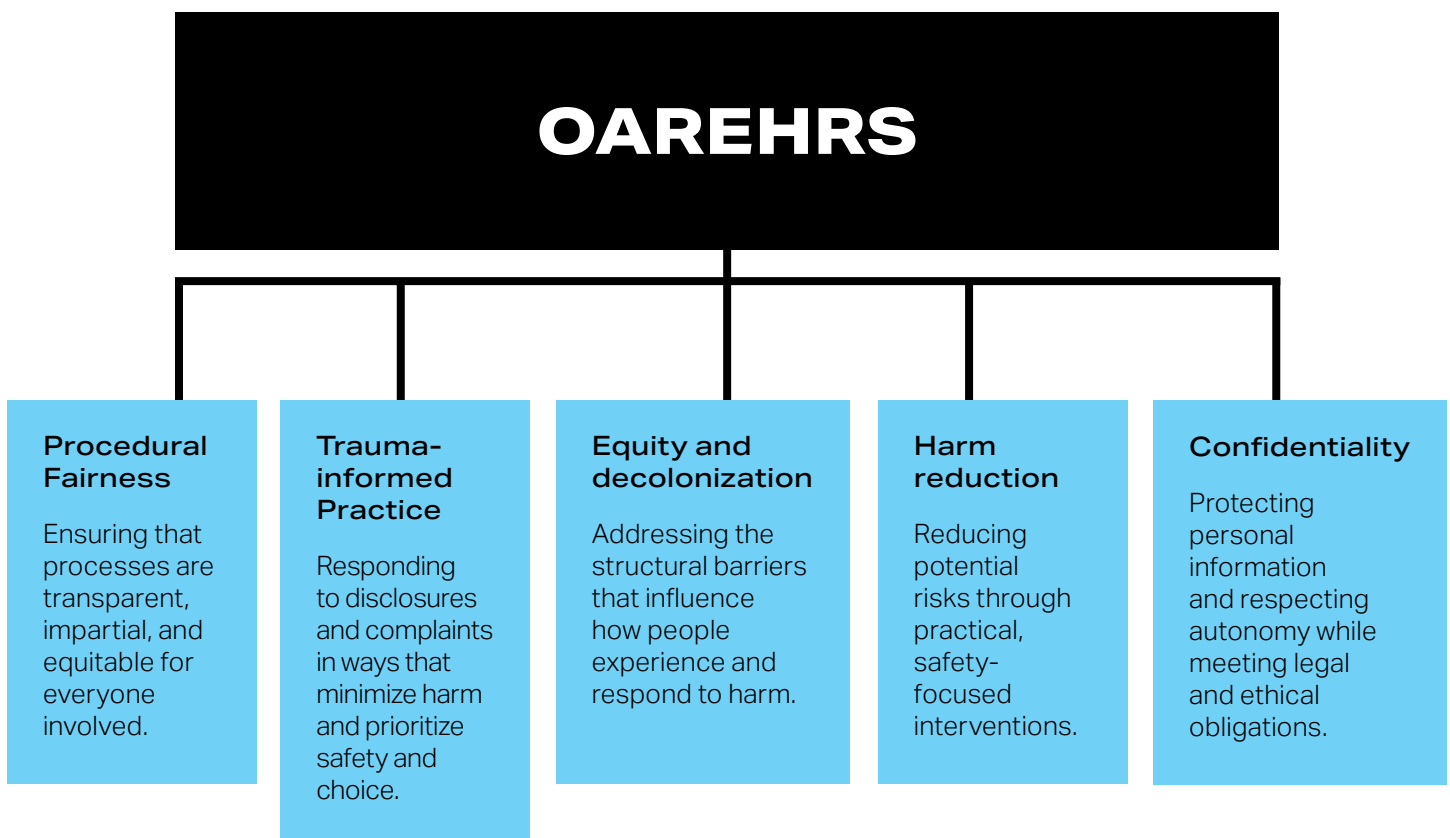 OAREHRS
Procedural
Fairness
Ensuring that
processes are
transparent,
impartial, and
equitable for
everyone
involved.
Trauma-
informed
Practice
Responding
to disclosures
and complaints
in ways that
minimize harm
and prioritize
safety and
choice.
Equity and
decolonization
Addressing the
structural barriers
that influence
how people
experience and
respond to harm.
Harm
reduction
Reducing
potential
risks through
practical,
safety-
focused
interventions.
Confidentiality
Protecting
personal
information
and respecting
autonomy while
meeting legal
and ethical
obligations.